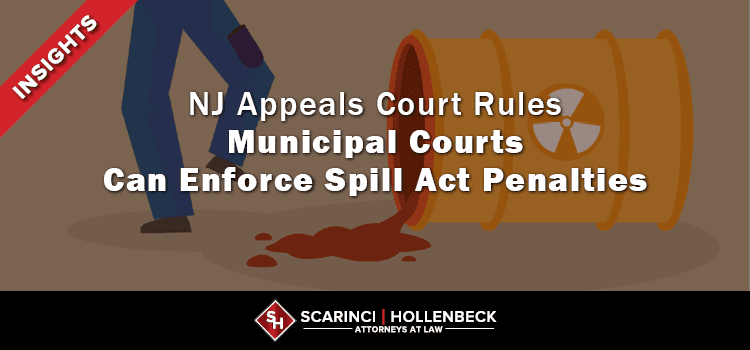 INSIGHTS
NJ Appeals Court Rules
Municipal Courts
Can Enforce Spill Act Penalties
SH
SCARINCI | HOLLENBECK
ATTORNEYS AT LAW